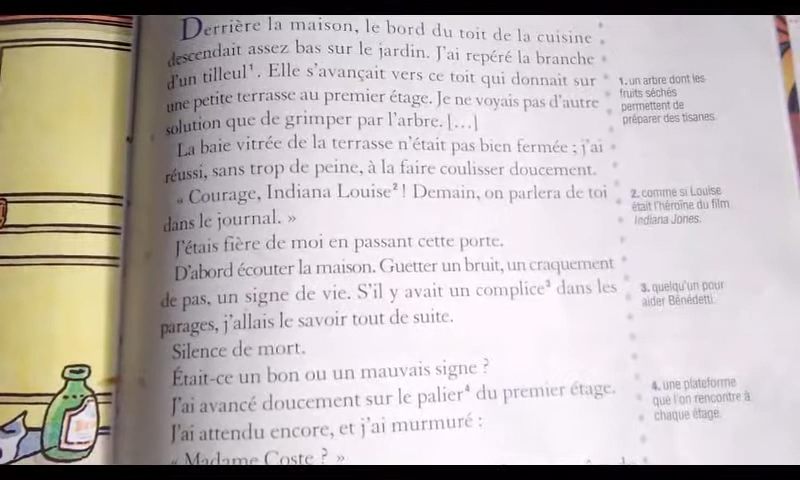 Derrière la maison, le bord du toit de la cuisine
descendait assez bas sur le jardin. J'ai repéré la branche
d'un tilleul¹. Elle s'avançait vers ce toit qui donnait sur
une petite terrasse au premier étage. Je ne voyais pas d'autre
solution que de grimper par l'arbre. […]
La baie vitrée de la terrasse n'était pas bien fermée ; j'ai
réussi, sans trop de peine, à la faire coulisser doucement.
« Courage, Indiana Louise² ! Demain, on parlera de toi
dans le journal. »
J'étais fière de moi en passant cette porte.
D'abord écouter la maison. Guetter un bruit, un craquement
de pas, un signe de vie. S'il y avait un complice³ dans les
parages, j'allais le savoir tout de suite.
Silence de mort.
Était-ce un bon ou un mauvais signe ?
J'ai avancé doucement sur le palier⁴ du premier étage.
J'ai attendu encore, et j'ai murmuré :
« Madame Coste ? »
1. un arbre dont les
fruits séchés
permettent de
préparer des tisanes.
2. comme si Louise
était l'héroïne du film
Indiana Jones.
3. quelqu'un pour
aider Bénédetti.
4. une plateforme
que l'on rencontre à
chaque étage.